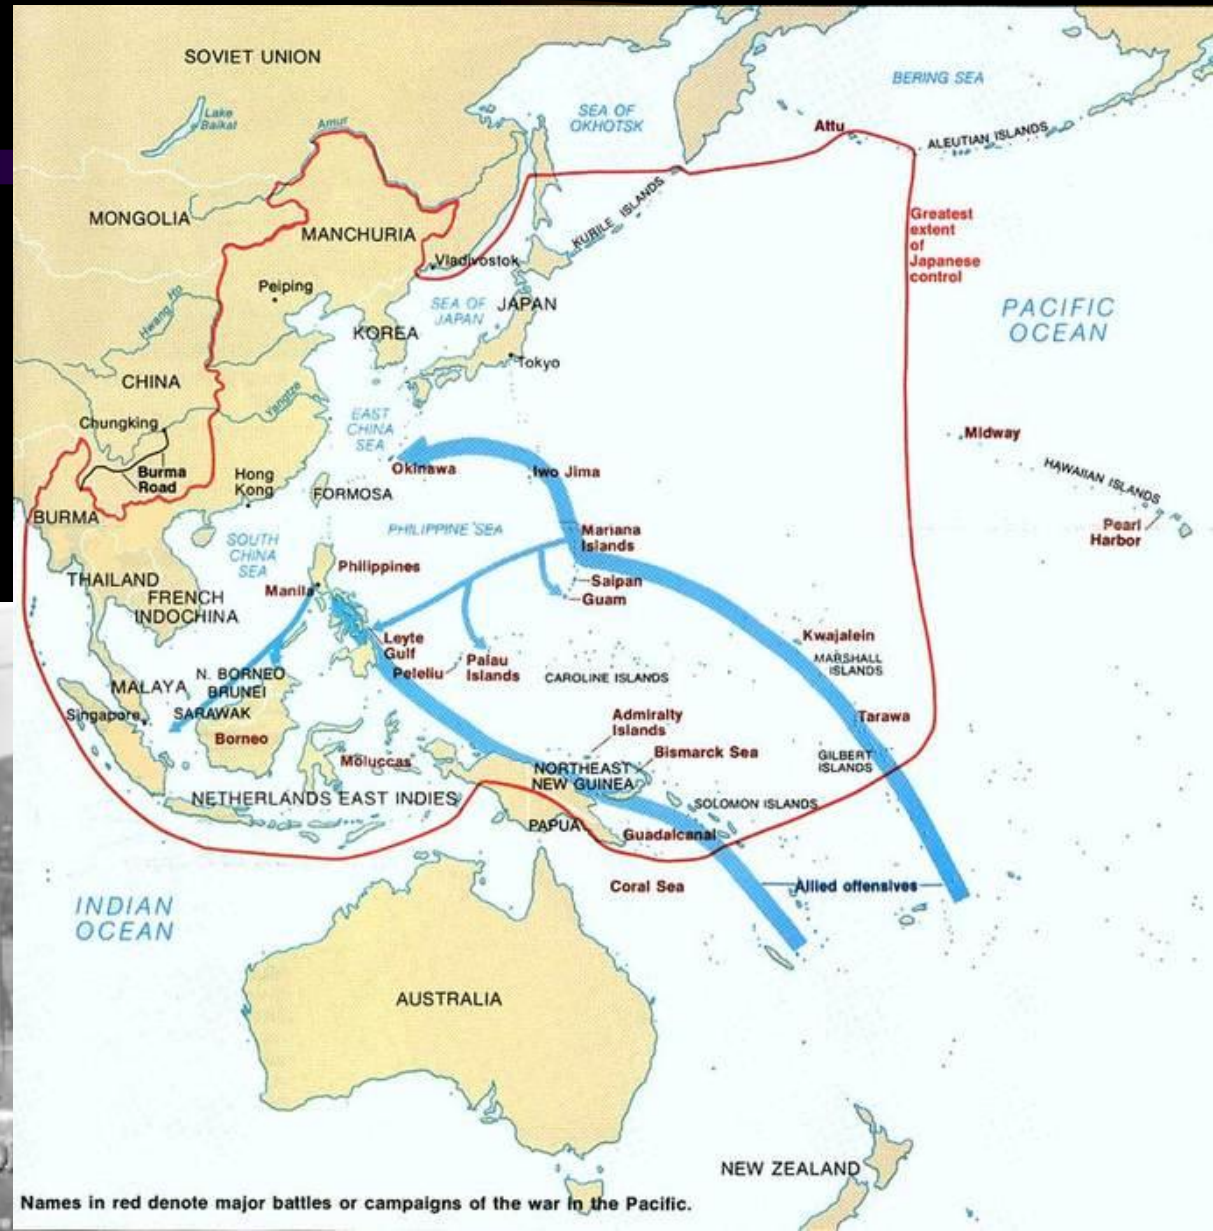 SOVIET UNION
BERING SEA
Lake
Baikal
SEA OF
OKHOTSK
Amur
Attu
ALEUTIAN ISLANDS
MONGOLIA
MANCHURIA
KURILE ISLANDS
Greatest
extent
of
Japanese
control
Vladivostok
Peiping
SEA OF
JAPAN
JAPAN
Hwang Ho
KOREA
PACIFIC
OCEAN
Tokyo
CHINA
Yangtze
Chungking
EAST
CHINA
SEA
Midway
Burma
Road
Hong
Kong
Okinawa
Iwo Jima
HAWAIIAN ISLANDS
FORMOSA
BURMA
PHILIPPINE SEA
Mariana
Islands
Pearl
Harbor
SOUTH
CHINA
SEA
Philippines
THAILAND
Manila
Saipan
Guam
FRENCH
INDOCHINA
Leyte
Gulf
Kwajalein
MARSHALL
ISLANDS
Peleliu
Palau
Islands
CAROLINE ISLANDS
N. BORNEO
BRUNEI
MALAYA
Singapore
SARAWAK
Borneo
Admiralty
Islands
Tarawa
Bismarck Sea
GILBERT
ISLANDS
Moluccas
NORTHEAST
NEW GUINEA
NETHERLANDS EAST INDIES
SOLOMON ISLANDS
PAPUA
Guadalcanal
Coral Sea
Allied offensives
INDIAN
OCEAN
AUSTRALIA
NEW ZEALAND
Names in red denote major battles or campaigns of the war in the Pacific.